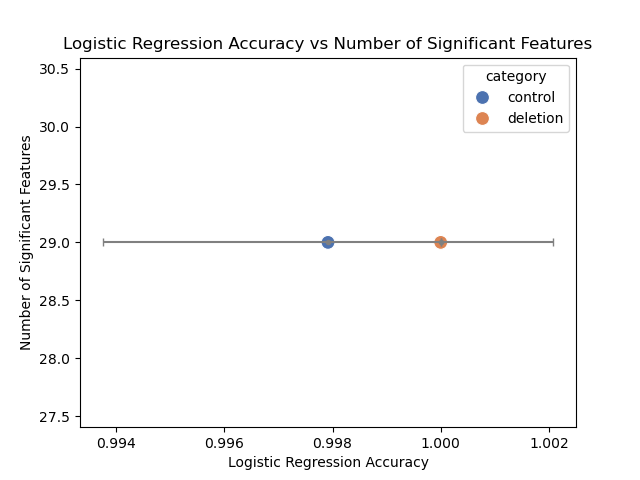 Logistic Regression Accuracy vs Number of Significant Features
30.5
30.0
29.5
29.0
28.5
28.0
27.5
Number of Significant Features
category
control
deletion
0.994 0.996 0.998 1.000 1.002
Logistic Regression Accuracy